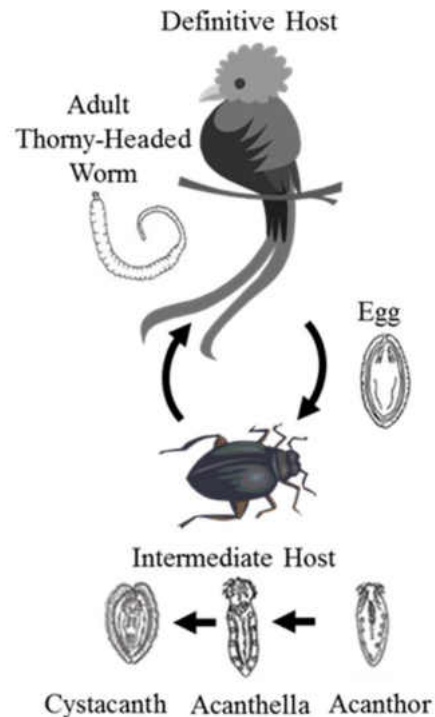 Definitive Host
Adult
Thorny-Headed
Worm
Egg
Intermediate Host
Cystacanth Acanthella Acanthor